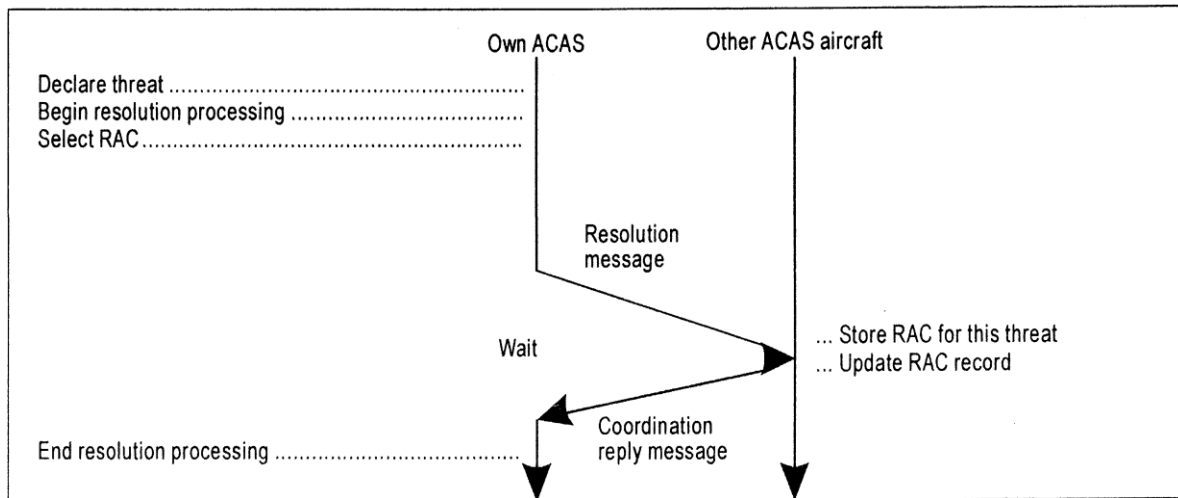 Own ACAS
Other ACAS aircraft
Declare threat ..........................................................
Begin resolution processing ......................................
Select RAC ..............................................................
Resolution
message
Wait
... Store RAC for this threat
... Update RAC record
Coordination
reply message
End resolution processing .........................................